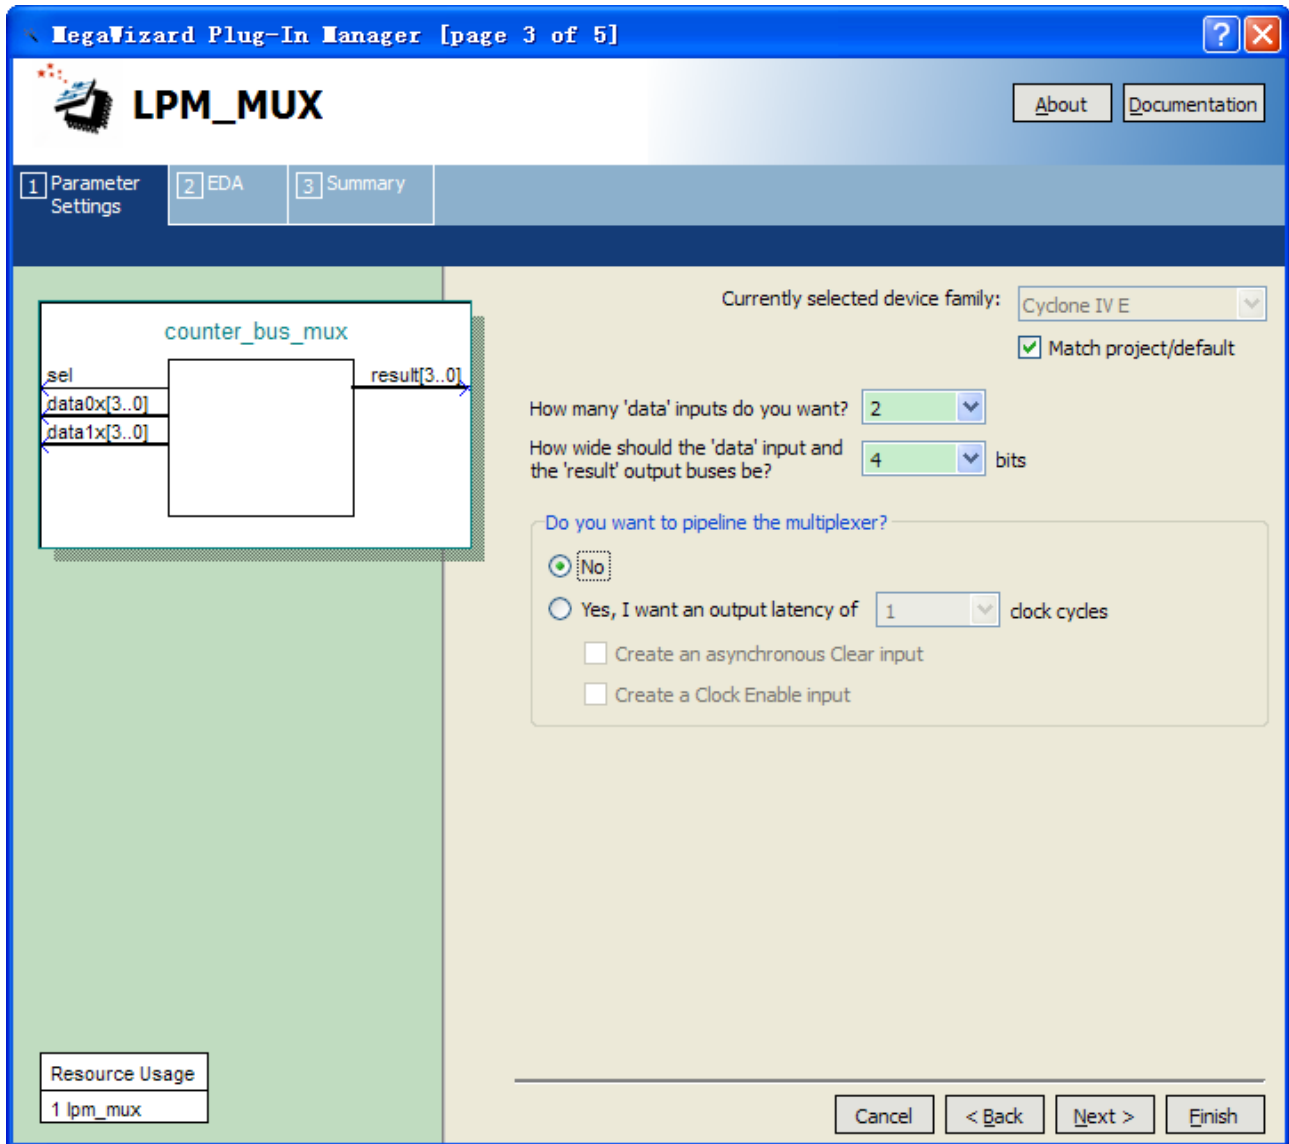 MegaWizard Plug-In Manager [page 3 of 5]
LPM_MUX
About
Documentation
1 Parameter Settings
2 EDA
3 Summary
counter_bus_mux
sel
result[3..0]
data0x[3..0]
data1x[3..0]
Currently selected device family:
Cyclone IV E
Match project/default
How many 'data' inputs do you want?
2
How wide should the 'data' input and
the 'result' output buses be?
4
bits
Do you want to pipeline the multiplexer?
No
Yes, I want an output latency of
1
clock cycles
Create an asynchronous Clear input
Create a Clock Enable input
Resource Usage
1 lpm_mux
Cancel
< Back
Next >
Finish